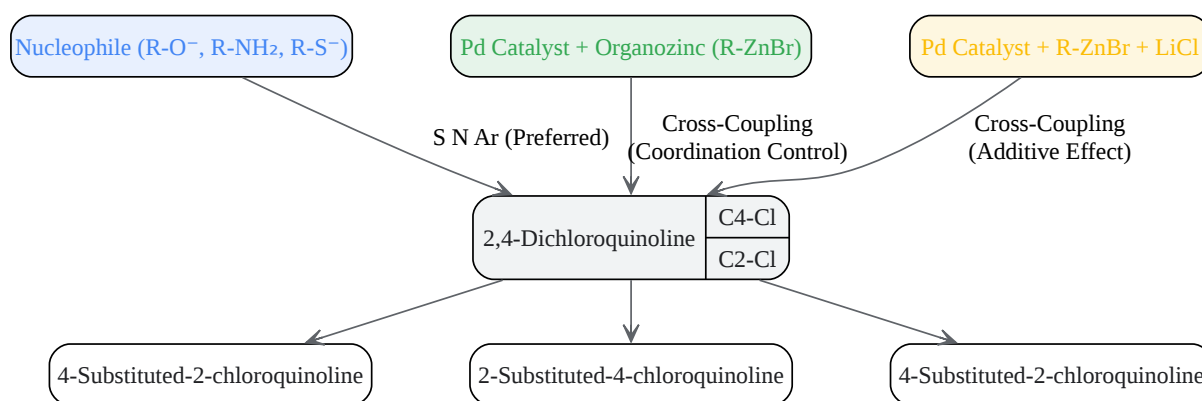 Nucleophile (R-O⁻, R-NH₂, R-S⁻)
Pd Catalyst + Organozinc (R-ZnBr)
Pd Catalyst + R-ZnBr + LiCl
S N Ar (Preferred)
Cross-Coupling
(Coordination Control)
Cross-Coupling
(Additive Effect)
2,4-Dichloroquinoline
C4-Cl
C2-Cl
4-Substituted-2-chloroquinoline
2-Substituted-4-chloroquinoline
4-Substituted-2-chloroquinoline